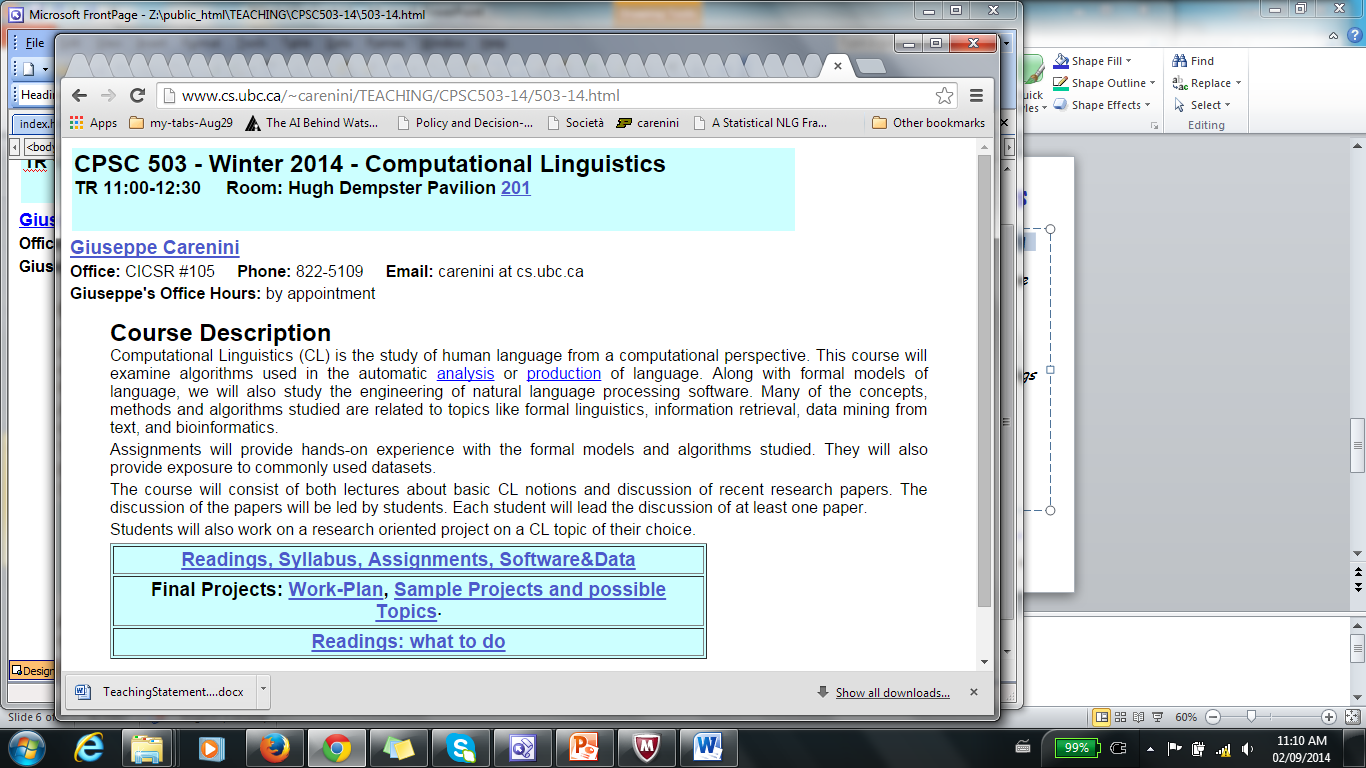 Microsoft FrontPage - Z:\public_html\TEACHING\CPSC503-14\503-14.html
File
www.cs.ubc.ca/~carenini/TEACHING/CPSC503-14/503-14.html
Apps my-tabs-Aug29 The AI Behind Wats... Policy and Decision-... Società carenini A Statistical NLG Fra... Other bookmarks
Shape Fill Find
Shape Outline Replace
Shape Effects Select
Editing
CPSC 503 - Winter 2014 - Computational Linguistics
TR 11:00-12:30 Room: Hugh Dempster Pavilion 201
Giuseppe Carenini
Office: CICSR #105 Phone: 822-5109 Email: carenini at cs.ubc.ca
Giuseppe's Office Hours: by appointment
Course Description
Computational Linguistics (CL) is the study of human language from a computational perspective. This course will
examine algorithms used in the automatic analysis or production of language. Along with formal models of
language, we will also study the engineering of natural language processing software. Many of the concepts,
methods and algorithms studied are related to topics like formal linguistics, information retrieval, data mining from
text, and bioinformatics.
Assignments will provide hands-on experience with the formal models and algorithms studied. They will also
provide exposure to commonly used datasets.
The course will consist of both lectures about basic CL notions and discussion of recent research papers. The
discussion of the papers will be led by students. Each student will lead the discussion of at least one paper.
Students will also work on a research oriented project on a CL topic of their choice.
Readings, Syllabus, Assignments, Software&Data
Final Projects: Work-Plan, Sample Projects and possible
Topics.
Readings: what to do
Design
TeachingStatement....docx Show all downloads...
Slide 6 of 60%
99% 11:10 AM
02/09/2014